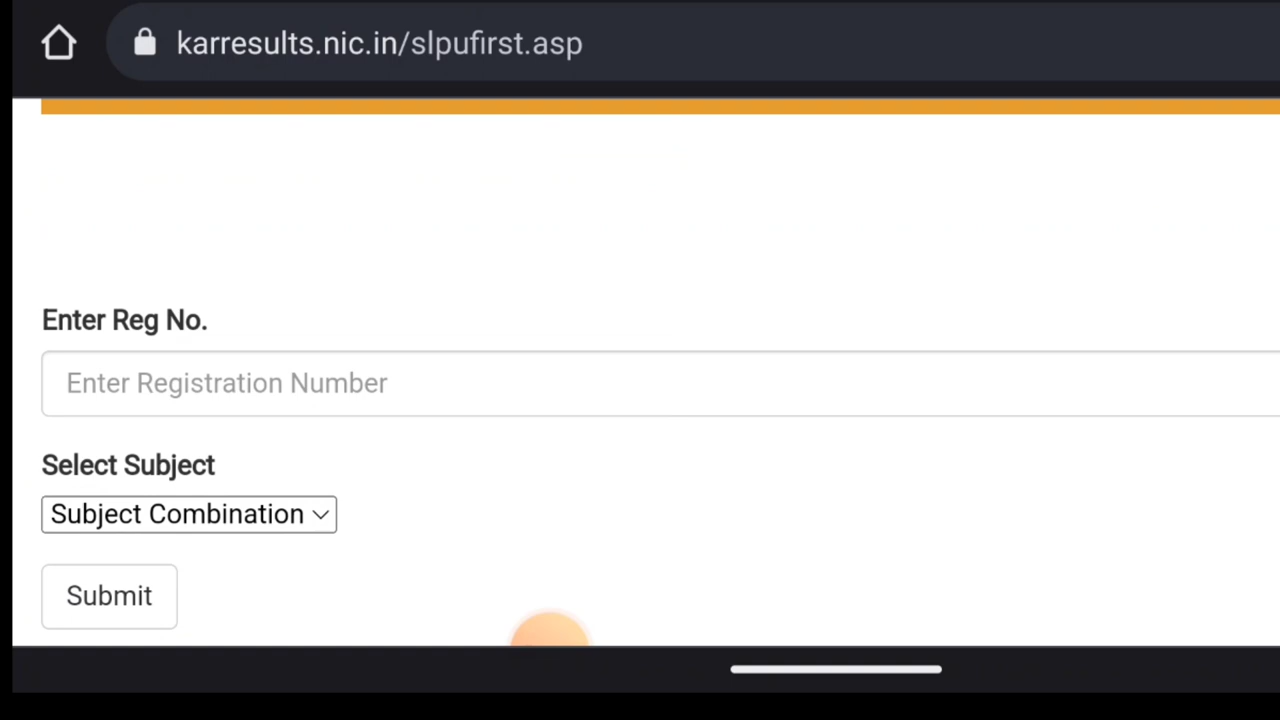 karresults.nic.in/slpufirst.asp
Enter Reg No.
Enter Registration Number
Select Subject
Subject Combination
Submit